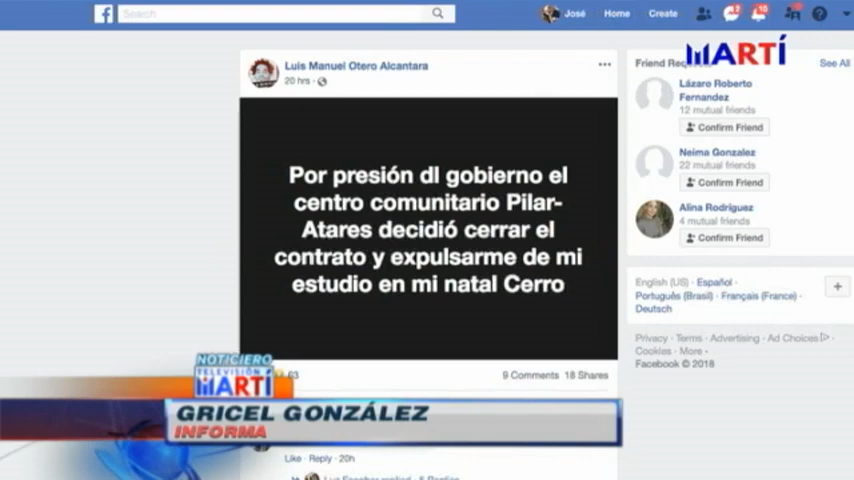 Search
José Home Create
2
10
MARTÍ
Luis Manuel Otero Alcantara
20 hrs ·
Por presión dl gobierno el
centro comunitario Pilar-
Atares decidió cerrar el
contrato y expulsarme de mi
estudio en mi natal Cerro
63
9 Comments 18 Shares
Like · Reply · 20h
Friend
See All
Lázaro Roberto
Fernandez
12 mutual friends
Confirm Friend
Neima Gonzalez
22 mutual friends
Confirm Friend
Alina Rodríguez
4 mutual friends
Confirm Friend
English (US) · Español ·
Português (Brasil) · Français (France) ·
Deutsch
Privacy · Terms · Advertising · Ad Choices ·
Cookies · More ·
Facebook © 2018
NOTICIERO
TELEVISIÓN
MARTÍ
GRICEL GONZÁLEZ
INFORMA